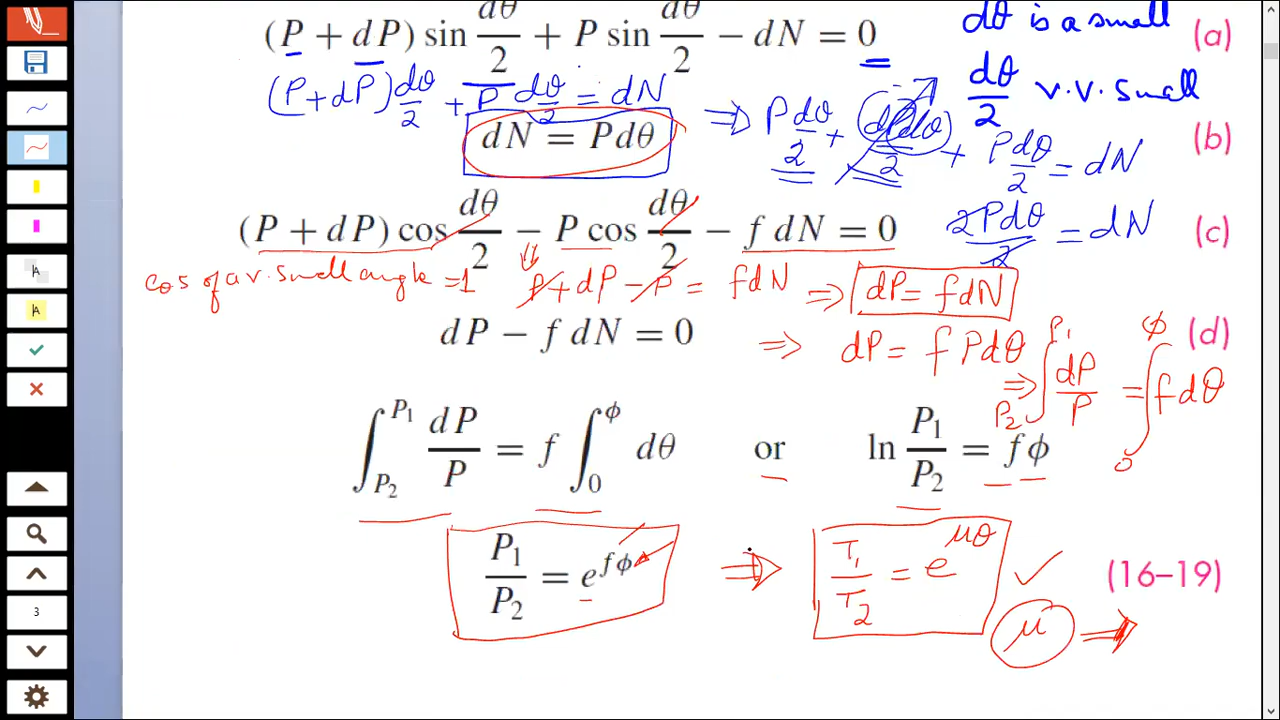 (P + dP) sin dθ/2 + P sin dθ/2 − dN = 0 (a)
dθ is a small
dθ/2 v.v. small
(P+dP) dθ/2 + P dθ/2 = dN
⇒ P dθ/2 + dPdθ/2 + P dθ/2 = dN
dN = P dθ (b)
2Pdθ/2 = dN
(P + dP) cos dθ/2 − P cos dθ/2 − f dN = 0 (c)
cos of a v. small angle = 1
P + dP − P = fdN ⇒ dP = fdN
dP − f dN = 0 (d)
⇒ dP = f P dθ
⇒ ∫_{P2}^{P1} dP/P = ∫_0^φ f dθ
∫_{P2}^{P1} dP/P = f ∫_0^ϕ dθ or ln P1/P2 = fϕ
P1/P2 = e^{fϕ} ⇒ T1/T2 = e^{μθ} ✓ (16–19)
μ ⇒
A
A
3